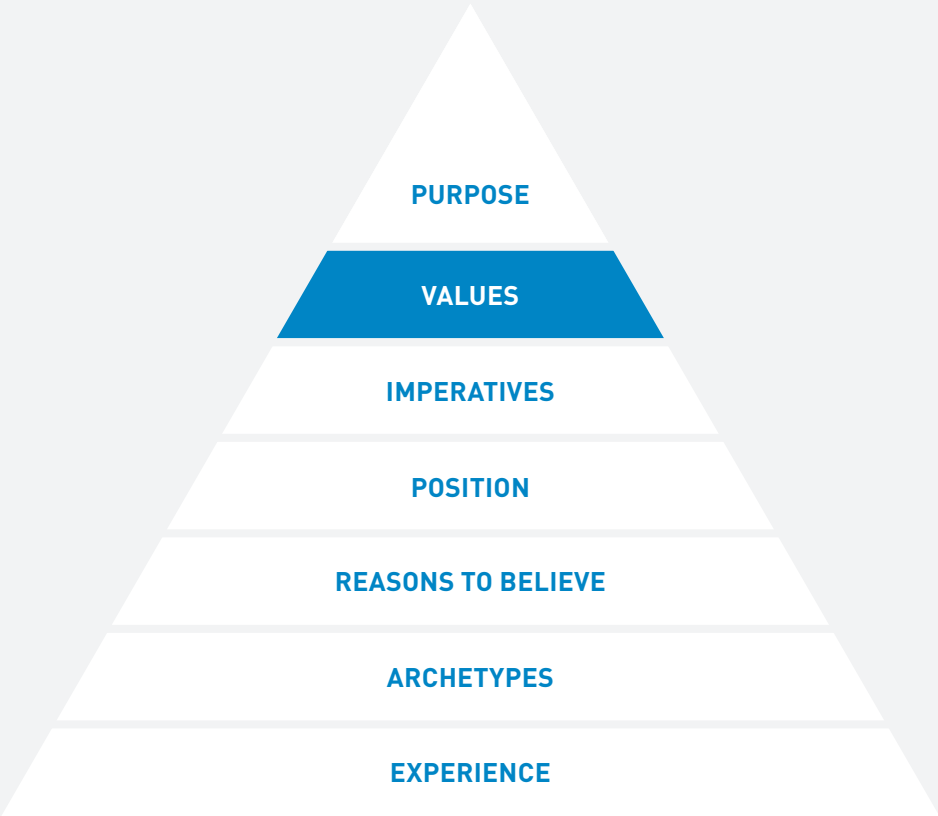 PURPOSE
VALUES
IMPERATIVES
POSITION
REASONS TO BELIEVE
ARCHETYPES
EXPERIENCE